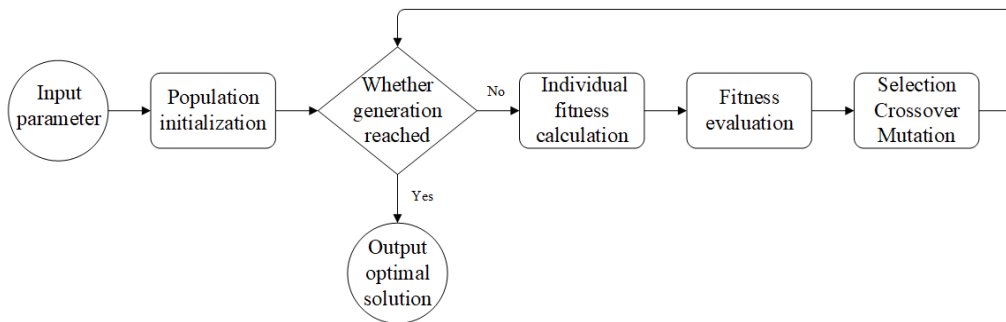 Input
parameter
Population
initialization
Whether
generation
reached
No
Individual
fitness
calculation
Fitness
evaluation
Selection
Crossover
Mutation
Yes
Output
optimal
solution